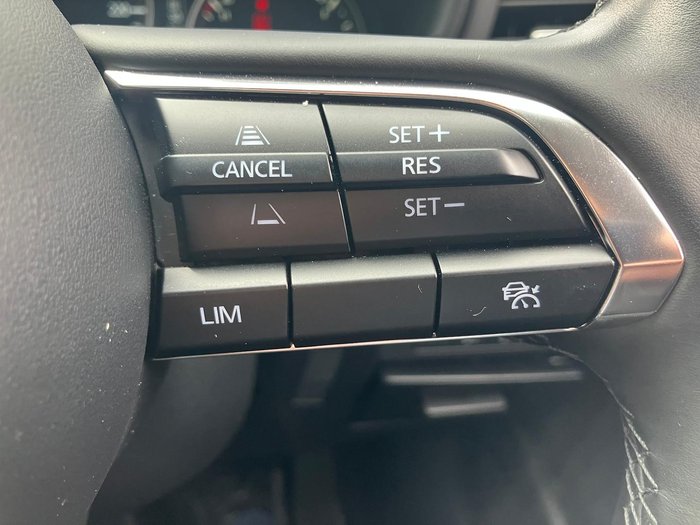 SET+
CANCEL
RES
SET-
LIM